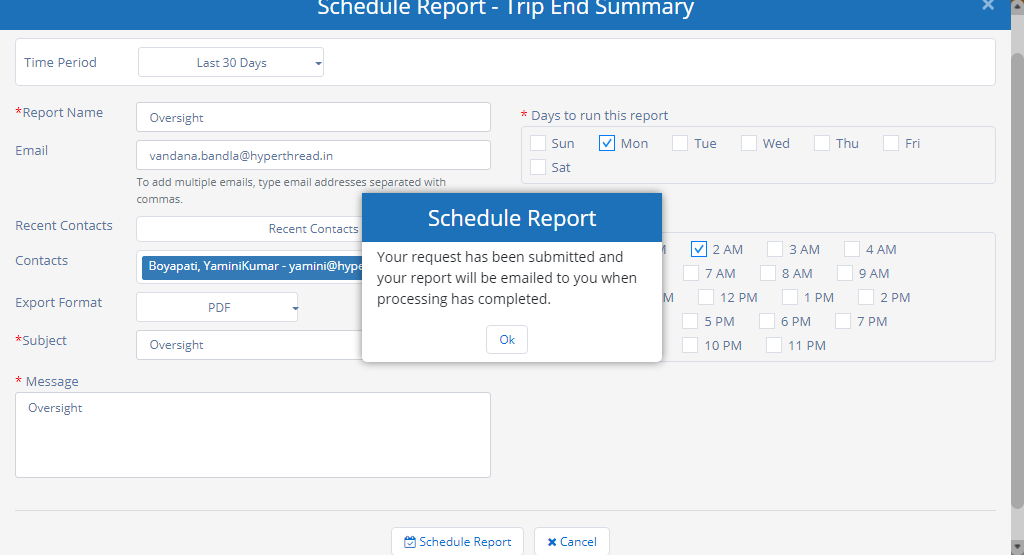 Schedule Report - Trip End Summary
Time Period
Last 30 Days
*Report Name
Oversight
Email
vandana.bandla@hyperthread.in
To add multiple emails, type email addresses separated with
commas.
Recent Contacts
Recent Contacts
Contacts
Boyapati, YaminiKumar - yamini@hype
Export Format
PDF
*Subject
Oversight
* Message
Oversight
* Days to run this report
Sun Mon Tue Wed Thu Fri
Sat
2 AM 3 AM 4 AM
7 AM 8 AM 9 AM
12 PM 1 PM 2 PM
5 PM 6 PM 7 PM
10 PM 11 PM
Schedule Report
Your request has been submitted and
your report will be emailed to you when
processing has completed.
Ok
Schedule Report
Cancel